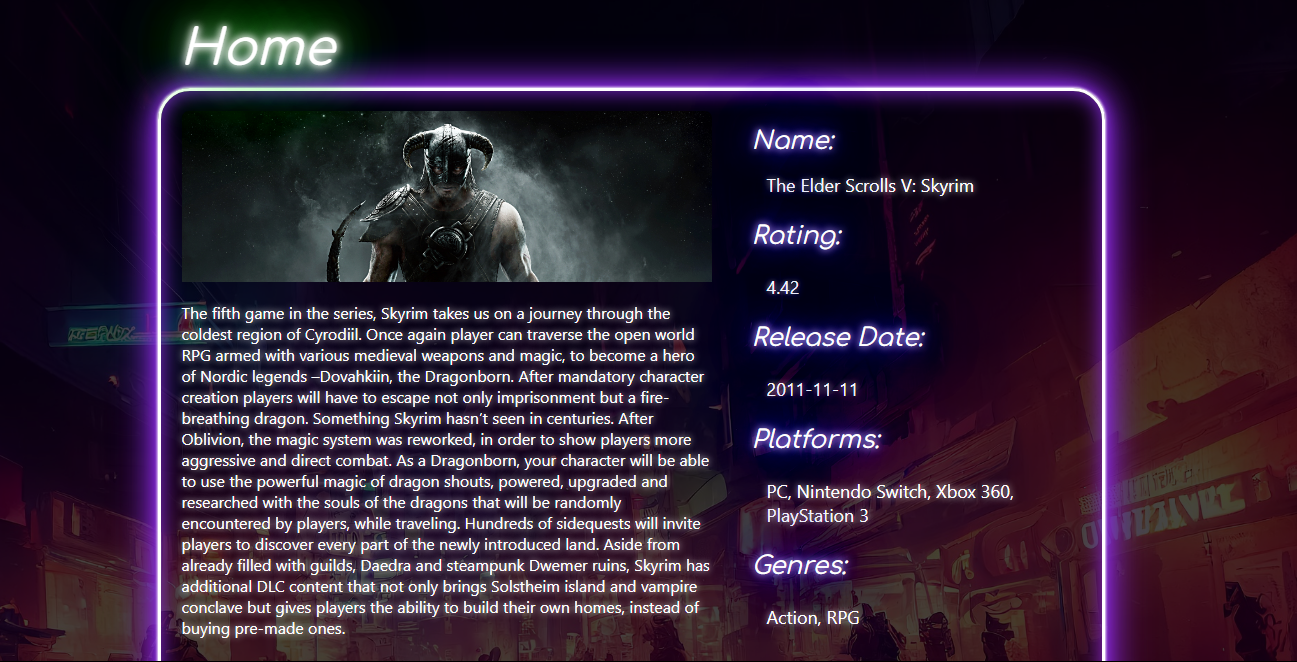 Home
The fifth game in the series, Skyrim takes us on a journey through the
coldest region of Cyrodiil. Once again player can traverse the open world
RPG armed with various medieval weapons and magic, to become a hero
of Nordic legends –Dovahkiin, the Dragonborn. After mandatory character
creation players will have to escape not only imprisonment but a fire-
breathing dragon. Something Skyrim hasn’t seen in centuries. After
Oblivion, the magic system was reworked, in order to show players more
aggressive and direct combat. As a Dragonborn, your character will be able
to use the powerful magic of dragon shouts, powered, upgraded and
researched with the souls of the dragons that will be randomly
encountered by players, while traveling. Hundreds of sidequests will invite
players to discover every part of the newly introduced land. Aside from
already filled with guilds, Daedra and steampunk Dwemer ruins, Skyrim has
additional DLC content that not only brings Solstheim island and vampire
conclave but gives players the ability to build their own homes, instead of
buying pre-made ones.
Name:
The Elder Scrolls V: Skyrim
Rating:
4.42
Release Date:
2011-11-11
Platforms:
PC, Nintendo Switch, Xbox 360,
PlayStation 3
Genres:
Action, RPG